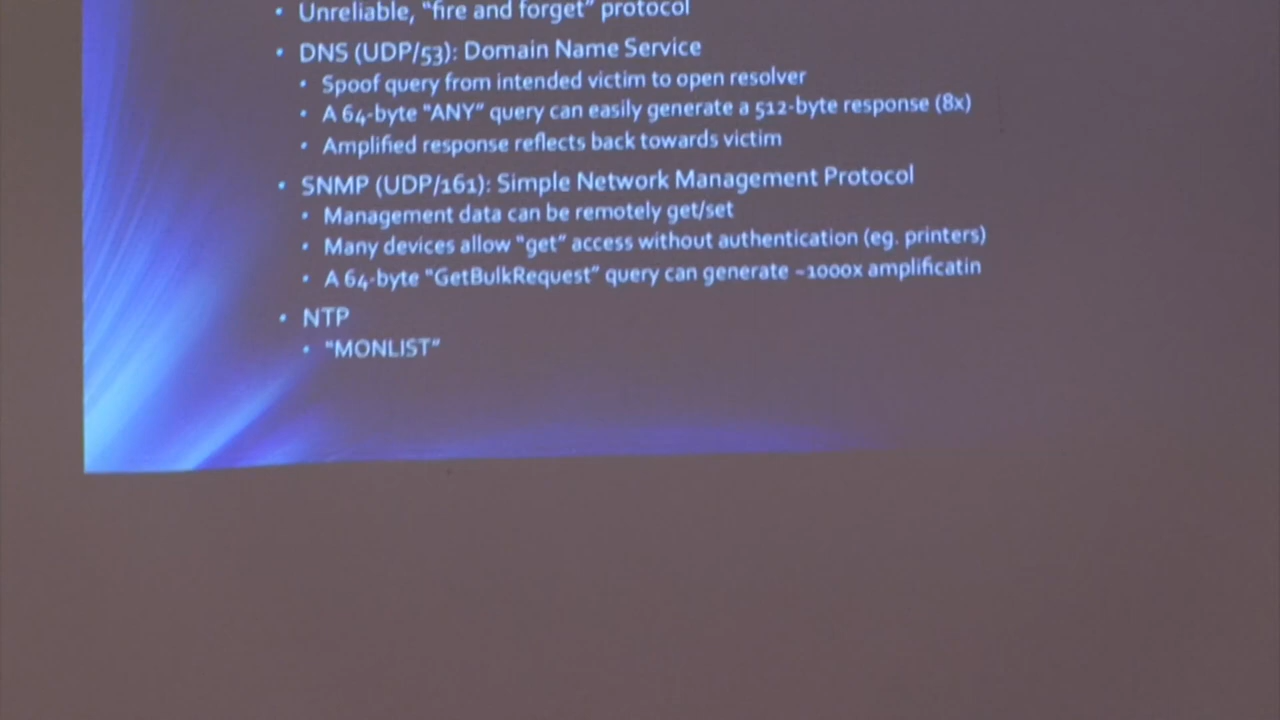 • Unreliable, “fire and forget” protocol
• DNS (UDP/53): Domain Name Service
• Spoof query from intended victim to open resolver
• A 64-byte “ANY” query can easily generate a 512-byte response (8x)
• Amplified response reflects back towards victim
• SNMP (UDP/161): Simple Network Management Protocol
• Management data can be remotely get/set
• Many devices allow “get” access without authentication (eg. printers)
• A 64-byte “GetBulkRequest” query can generate ~1000x amplificatin
• NTP
• “MONLIST”